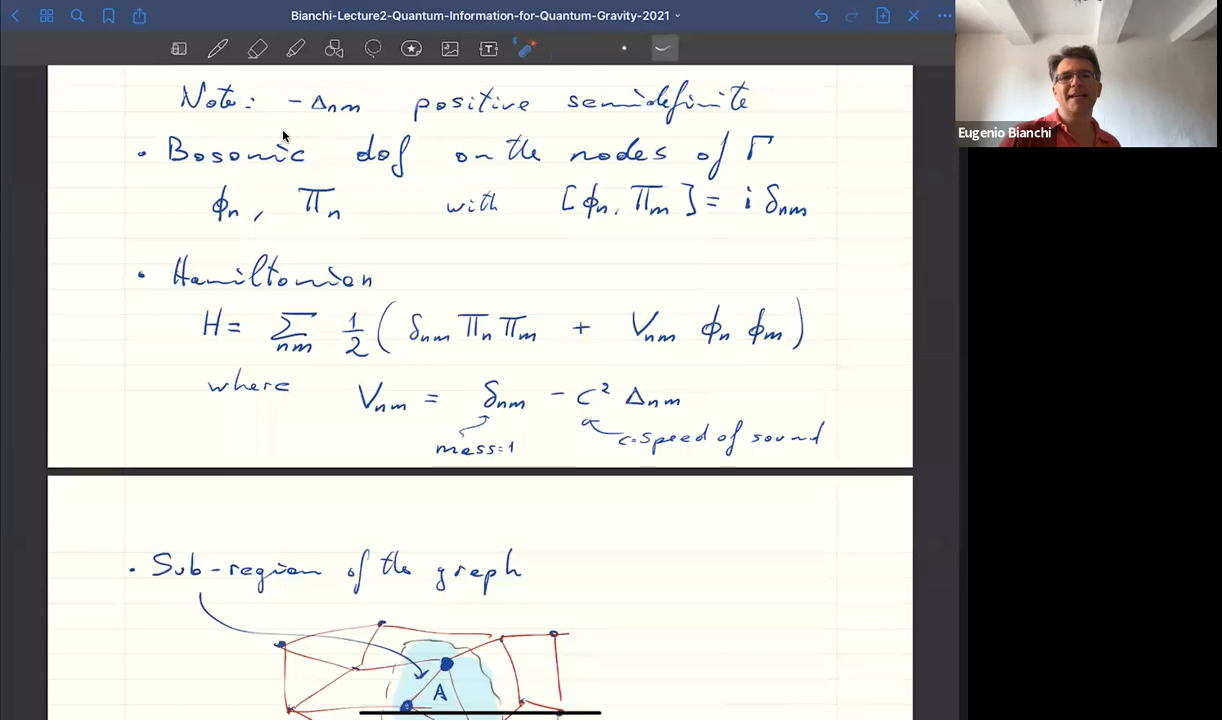 Bianchi-Lecture2-Quantum-Information-for-Quantum-Gravity-2021
Eugenio Bianchi
Note: -Δnm positive semidefinite
• Bosonic dof on the nodes of Γ
ϕn, Πn with [ϕn, Πm] = i δnm
• Hamiltonian
H = Σnm 1/2 ( δnm Πn Πm + Vnm ϕn ϕm )
where Vnm = δnm - c² Δnm
mass=1 c=speed of sound
• Sub-region of the graph
A